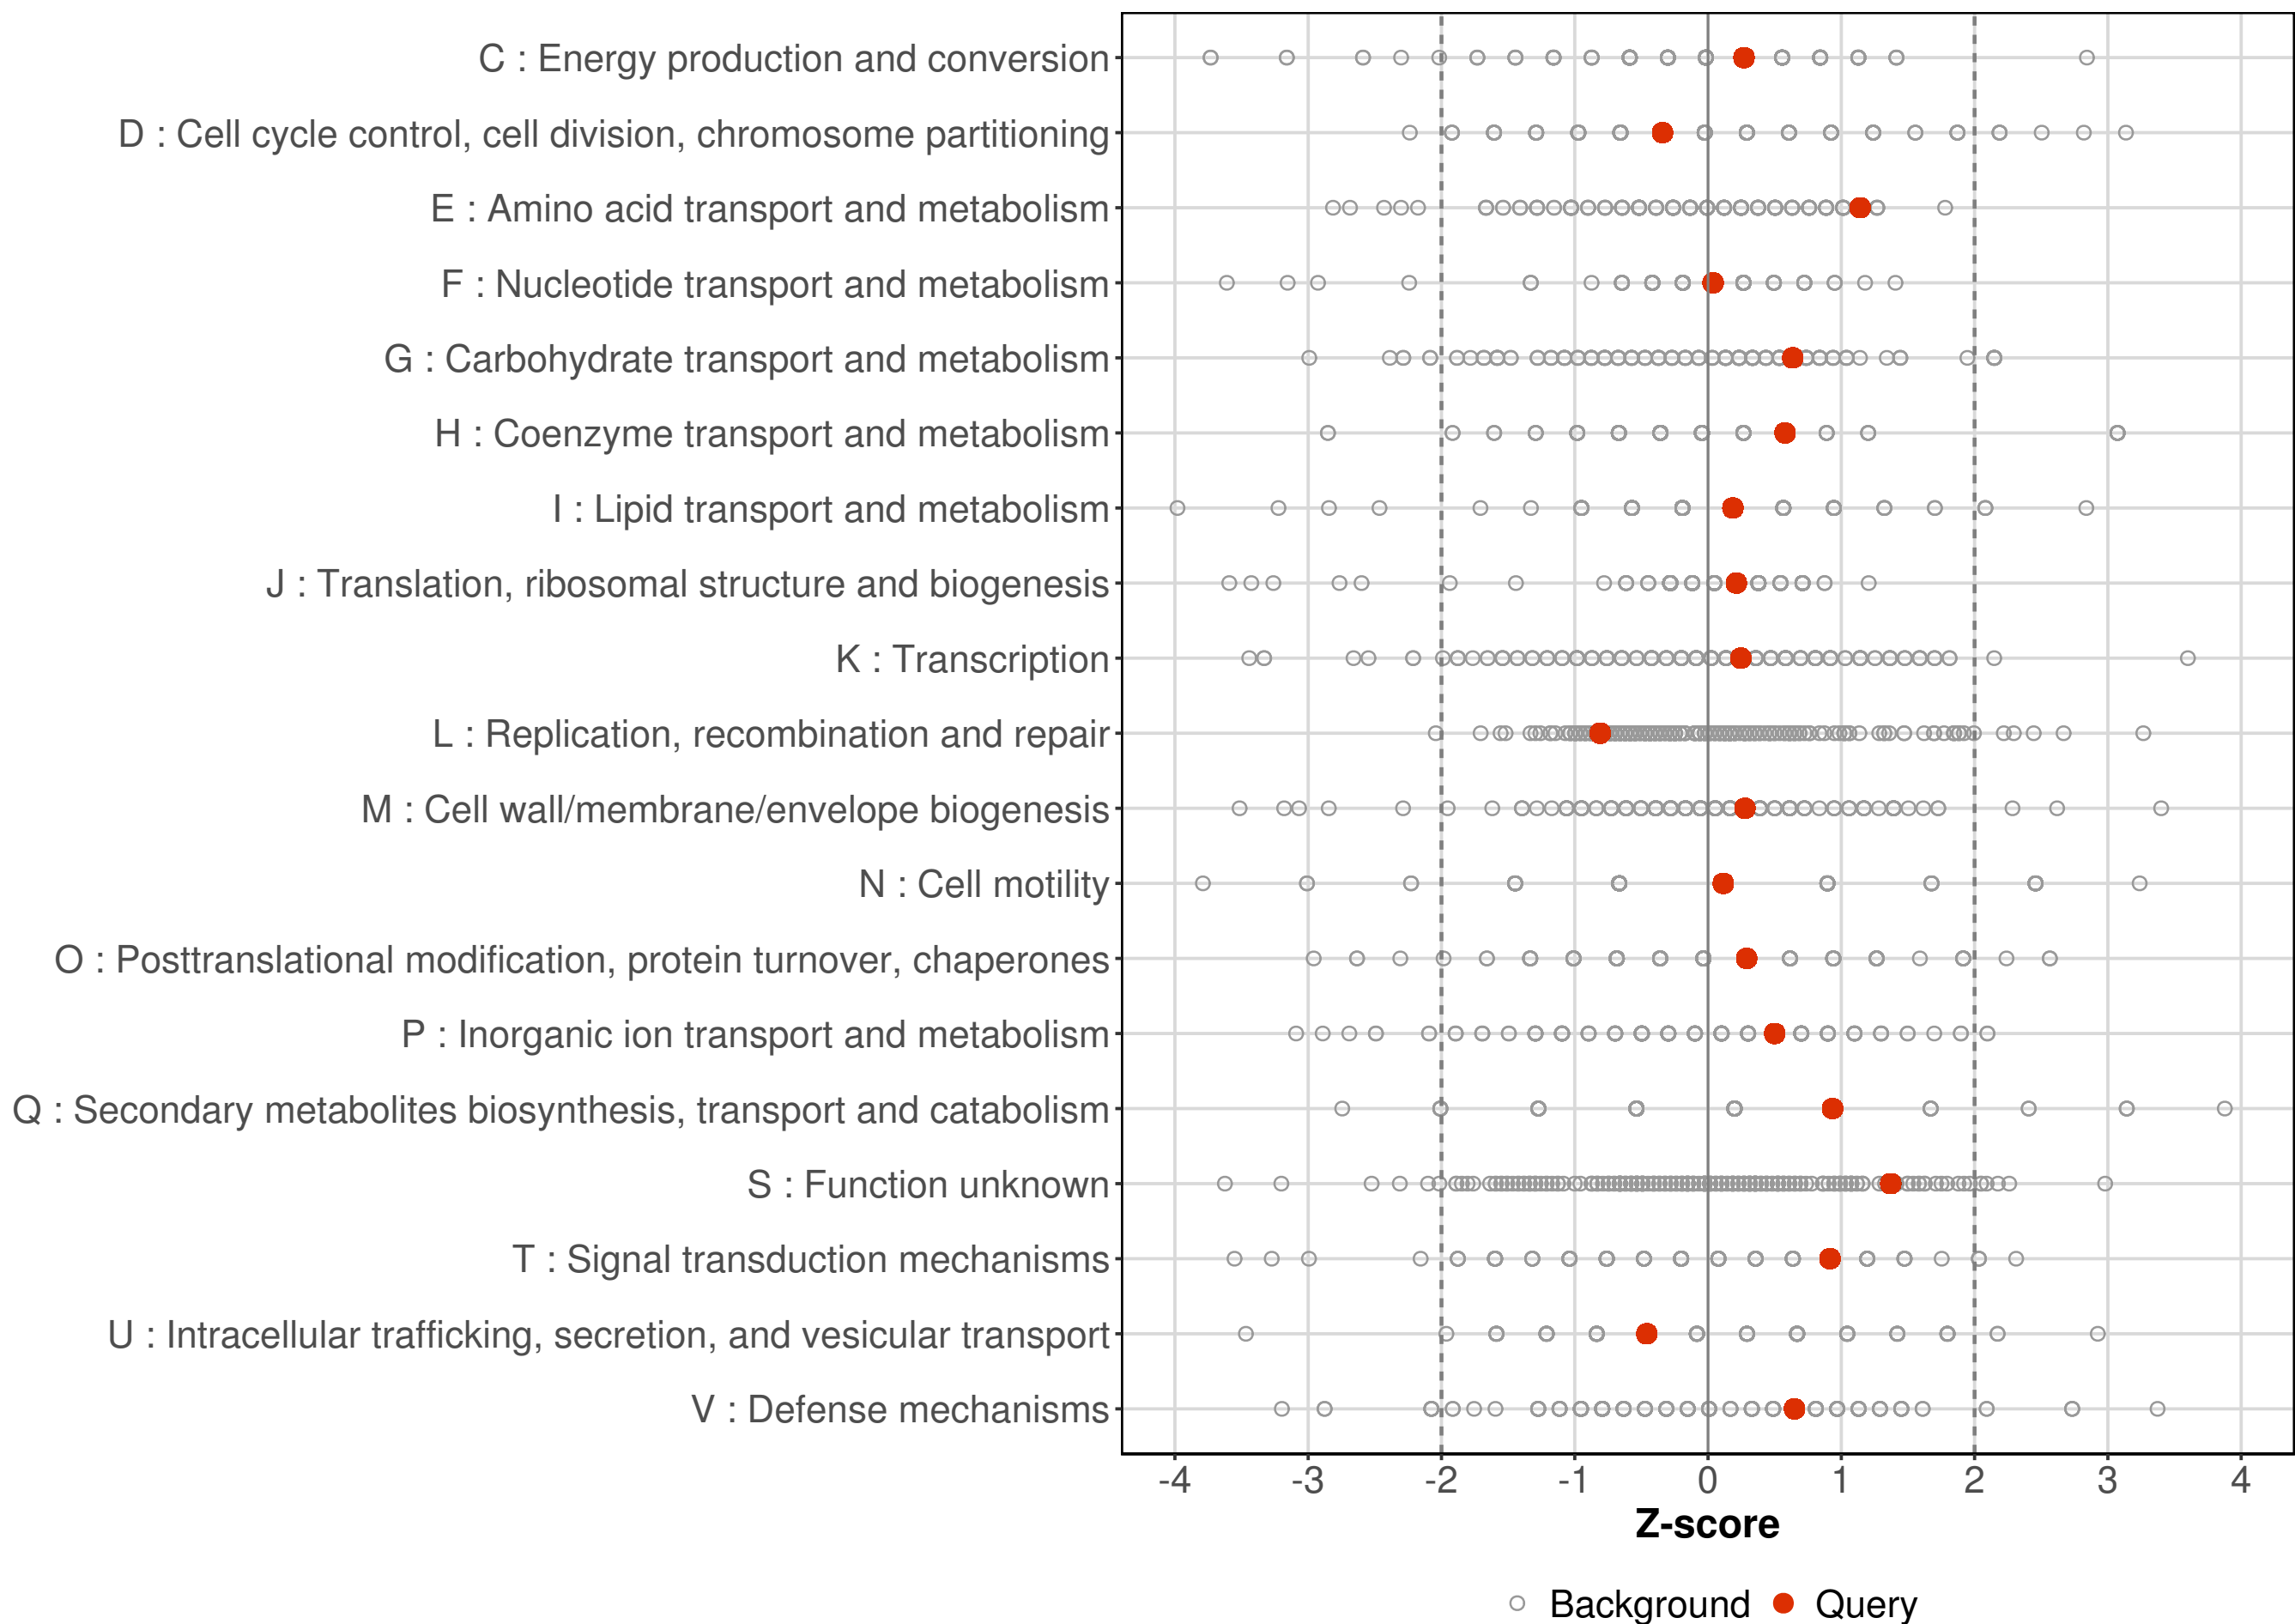 C : Energy production and conversion
D : Cell cycle control, cell division, chromosome partitioning
E : Amino acid transport and metabolism
F : Nucleotide transport and metabolism
G : Carbohydrate transport and metabolism
H : Coenzyme transport and metabolism
I : Lipid transport and metabolism
J : Translation, ribosomal structure and biogenesis
K : Transcription
L : Replication, recombination and repair
M : Cell wall/membrane/envelope biogenesis
N : Cell motility
O : Posttranslational modification, protein turnover, chaperones
P : Inorganic ion transport and metabolism
Q : Secondary metabolites biosynthesis, transport and catabolism
S : Function unknown
T : Signal transduction mechanisms
U : Intracellular trafficking, secretion, and vesicular transport
V : Defense mechanisms
-4 -3 -2 -1 0 1 2 3 4
Z-score
Background Query